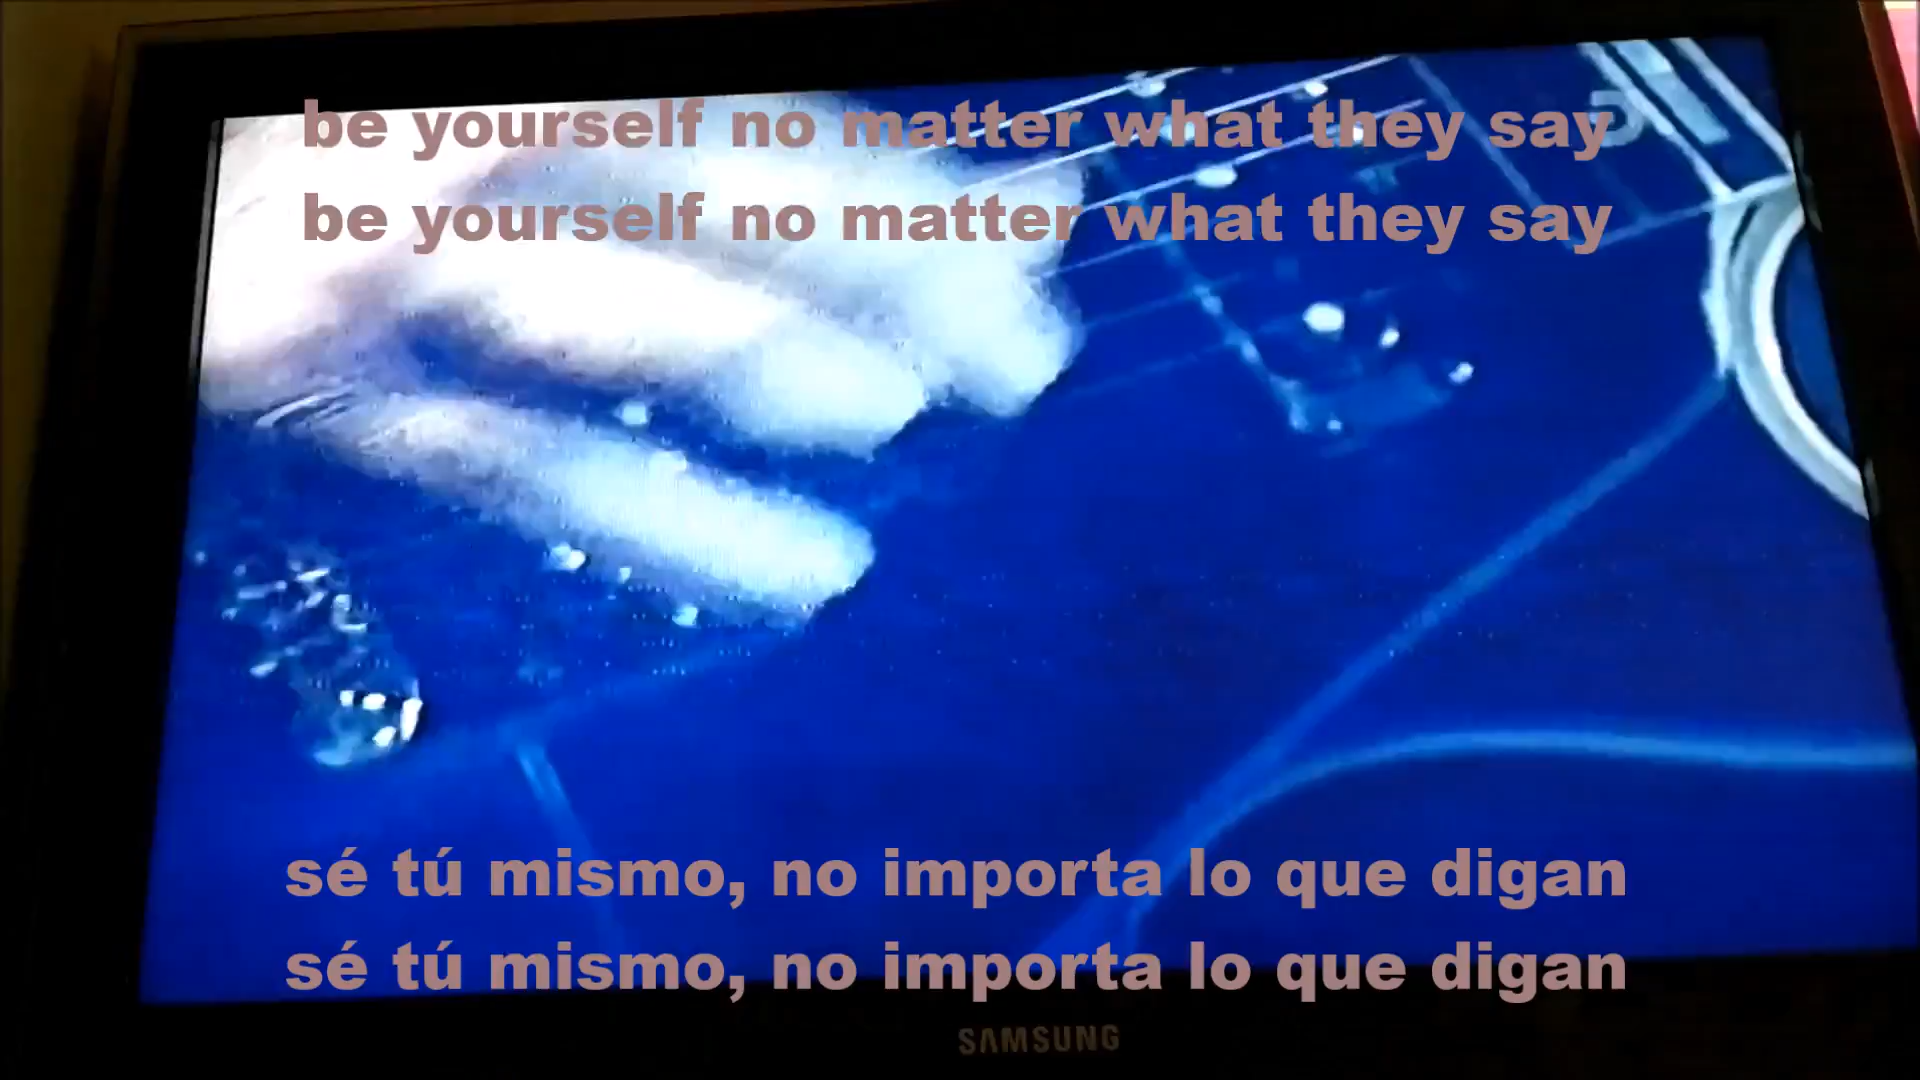 be yourself no matter what they say
be yourself no matter what they say
sé tú mismo, no importa lo que digan
sé tú mismo, no importa lo que digan
SAMSUNG